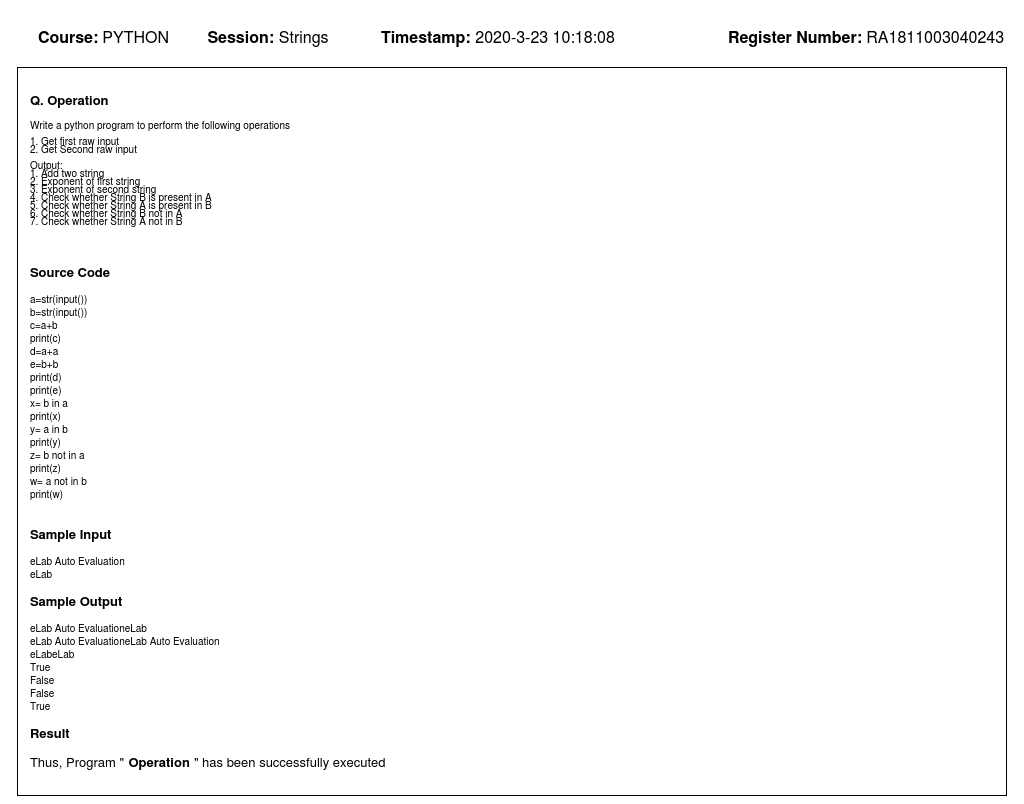 Course: PYTHON Session: Strings Timestamp: 2020-3-23 10:18:08 Register Number: RA1811003040243
Q. Operation
Write a python program to perform the following operations
1. Get first raw input
2. Get Second raw input
Output:
1. Add two string
2. Exponent of first string
3. Exponent of second string
4. Check whether String B is present in A
5. Check whether String A is present in B
6. Check whether String B not in A
7. Check whether String A not in B
Source Code
a=str(input())
b=str(input())
c=a+b
print(c)
d=a+a
e=b+b
print(d)
print(e)
x= b in a
print(x)
y= a in b
print(y)
z= b not in a
print(z)
w= a not in b
print(w)
Sample Input
eLab Auto Evaluation
eLab
Sample Output
eLab Auto EvaluationeLab
eLab Auto EvaluationeLab Auto Evaluation
eLabeLab
True
False
False
True
Result
Thus, Program " Operation " has been successfully executed